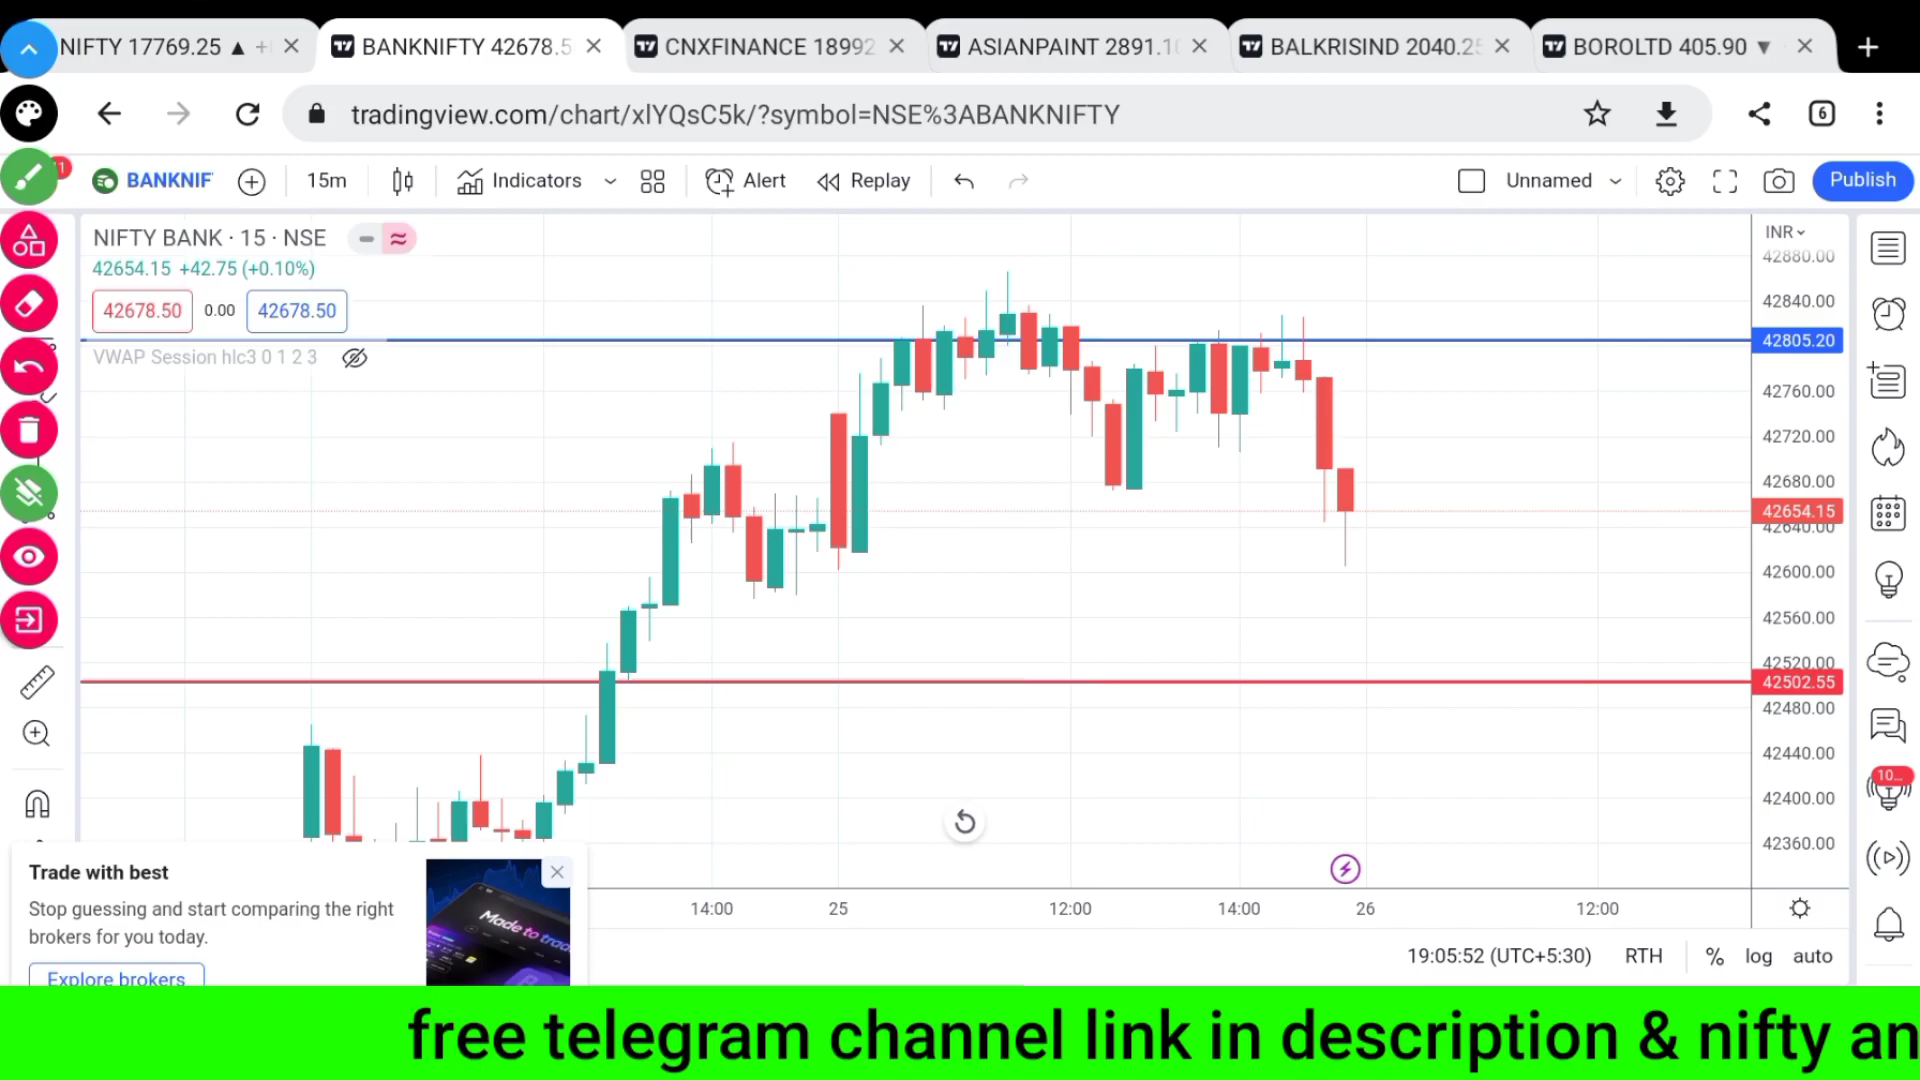 NIFTY 17769.25 ▲ +
BANKNIFTY 42678.5
CNXFINANCE 18992
ASIANPAINT 2891.1
BALKRISIND 2040.25
BOROLTD 405.90 ▼
tradingview.com/chart/xlYQsC5k/?symbol=NSE%3ABANKNIFTY
6
1
BANKNIF
15m
Indicators
Alert
Replay
Unnamed
Publish
NIFTY BANK · 15 · NSE
INR
42654.15 +42.75 (+0.10%)
42678.50 0.00 42678.50
VWAP Session hlc3 0 1 2 3
42880.00
42840.00
42805.20
42760.00
42720.00
42680.00
42654.15
42640.00
42600.00
42560.00
42520.00
42502.55
42480.00
42440.00
42400.00
42360.00
10...
Trade with best
Stop guessing and start comparing the right
brokers for you today.
Explore brokers
Made to trad
14:00 25 12:00 14:00 26 12:00
19:05:52 (UTC+5:30) RTH % log auto
free telegram channel link in description & nifty an